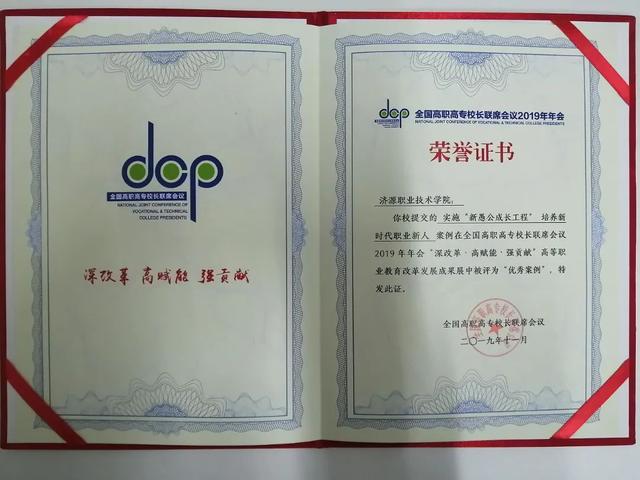 dcp
全国高职高专校长联席会议
NATIONAL JOINT CONFERENCE OF
VOCATIONAL & TECHNICAL
COLLEGE PRESIDENTS
深改革 高赋能 强贡献
dcp 全国高职高专校长联席会议2019年年会
NATIONAL JOINT CONFERENCE OF VOCATIONAL & TECHNICAL COLLEGE PRESIDENTS
荣誉证书
济源职业技术学院:
你校提交的 实施“新愚公成长工程” 培养新
时代职业新人 案例在全国高职高专校长联席会议
2019 年年会“深改革·高赋能·强贡献”高等职
业教育改革发展成果展中被评为“优秀案例”,特
发此证。
全国高职高专校长联席会议
二〇一九年十一月